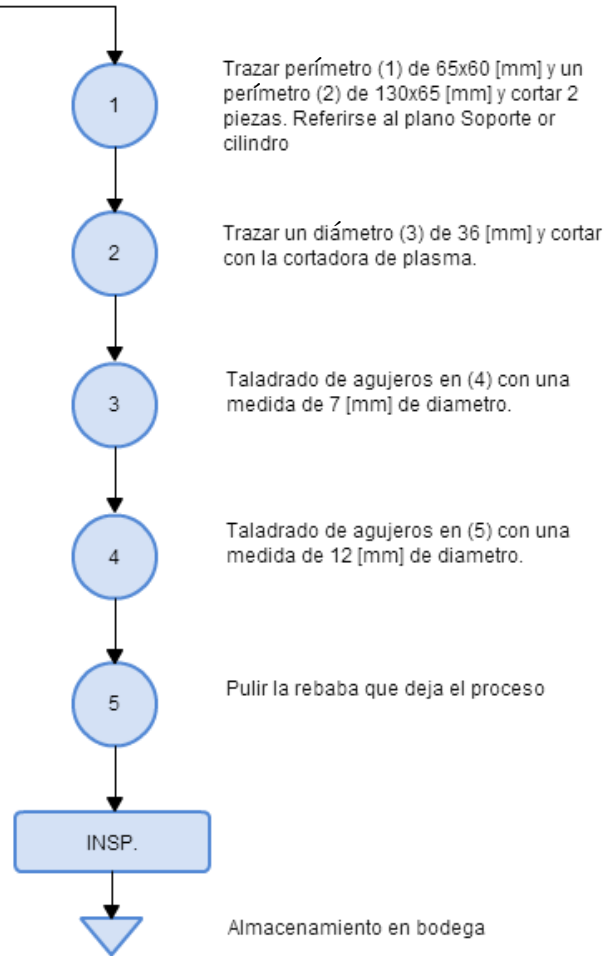 1
Trazar perímetro (1) de 65x60 [mm] y un
perímetro (2) de 130x65 [mm] y cortar 2
piezas. Referirse al plano Soporte or
cilindro
2
Trazar un diámetro (3) de 36 [mm] y cortar
con la cortadora de plasma.
3
Taladrado de agujeros en (4) con una
medida de 7 [mm] de diametro.
4
Taladrado de agujeros en (5) con una
medida de 12 [mm] de diametro.
5
Pulir la rebaba que deja el proceso
INSP.
Almacenamiento en bodega